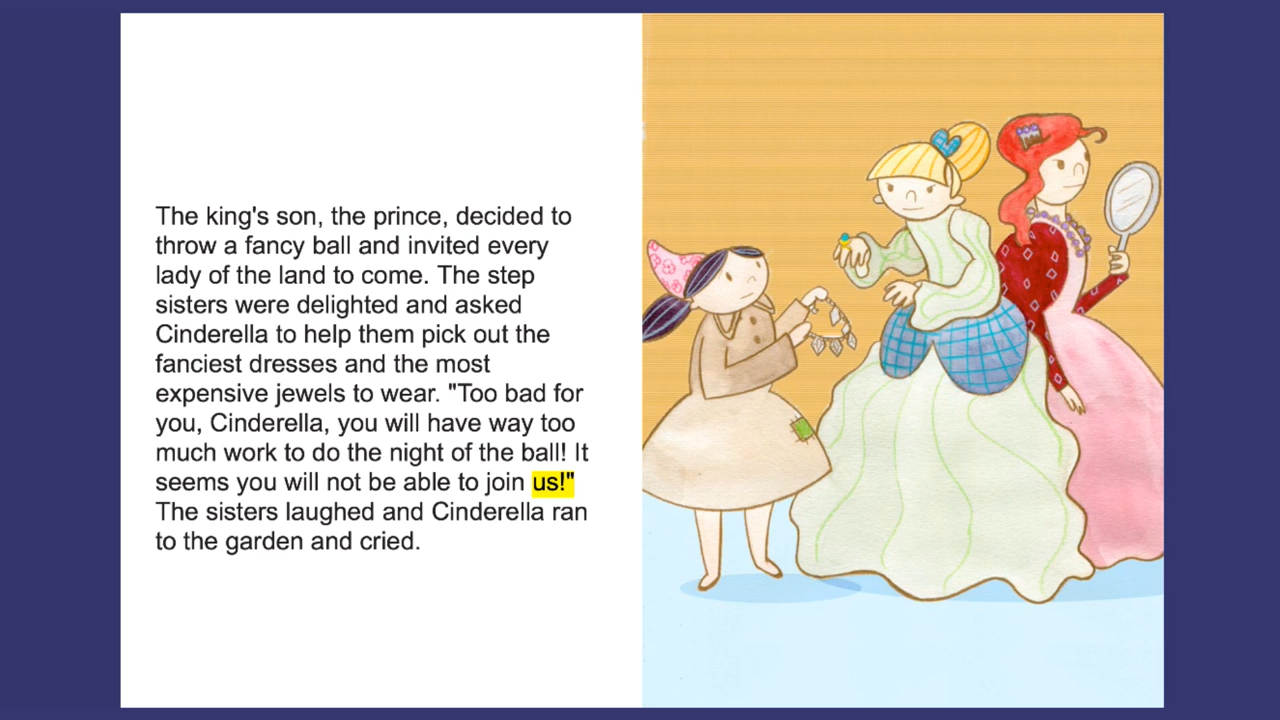 The king's son, the prince, decided to
throw a fancy ball and invited every
lady of the land to come. The step
sisters were delighted and asked
Cinderella to help them pick out the
fanciest dresses and the most
expensive jewels to wear. "Too bad for
you, Cinderella, you will have way too
much work to do the night of the ball! It
seems you will not be able to join us!"
The sisters laughed and Cinderella ran
to the garden and cried.